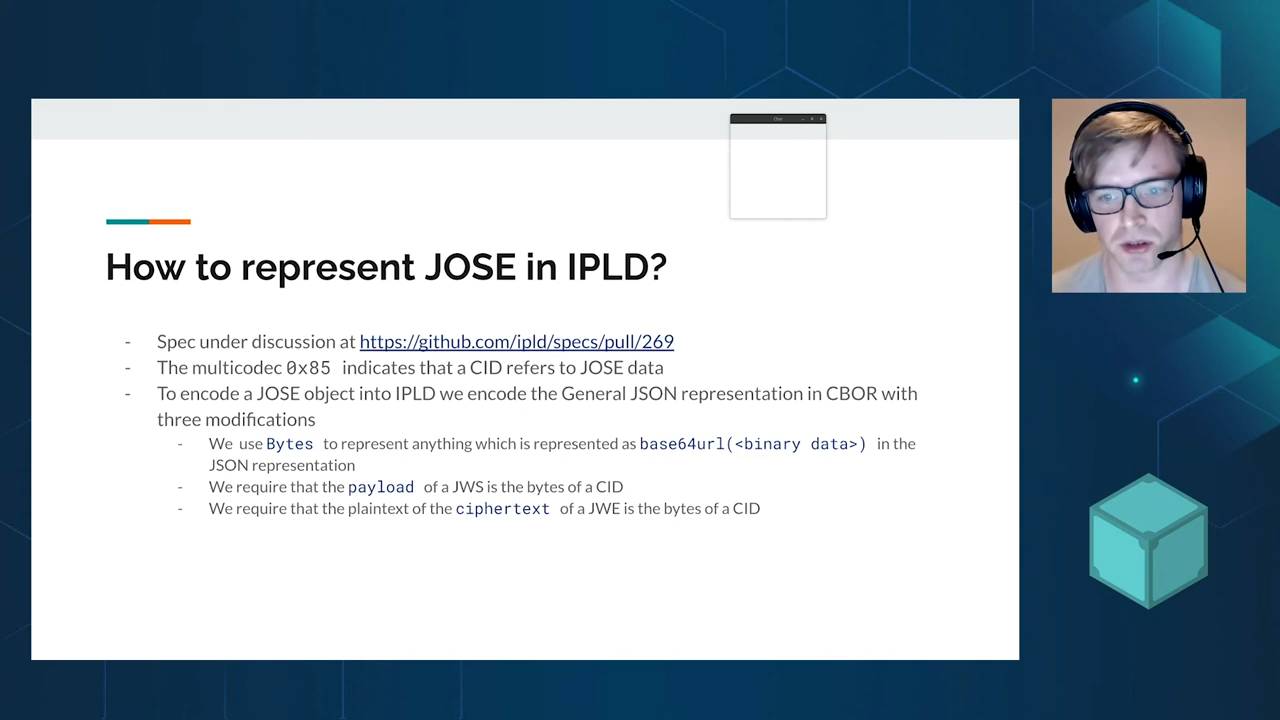 Chat
How to represent JOSE in IPLD?
- Spec under discussion at https://github.com/ipld/specs/pull/269
- The multicodec 0x85 indicates that a CID refers to JOSE data
- To encode a JOSE object into IPLD we encode the General JSON representation in CBOR with
three modifications
- We use Bytes to represent anything which is represented as base64url(<binary data>) in the
JSON representation
- We require that the payload of a JWS is the bytes of a CID
- We require that the plaintext of the ciphertext of a JWE is the bytes of a CID